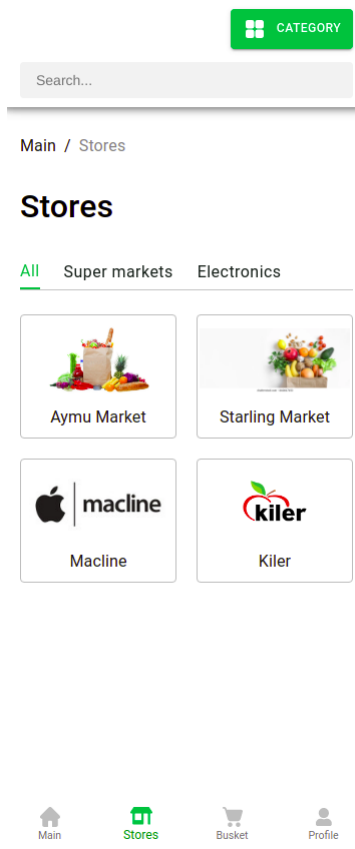 CATEGORY
Search...
Main / Stores
Stores
All Super markets Electronics
Aymu Market
Starling Market
macline
kiler
Macline
Kiler
Main Stores Busket Profile